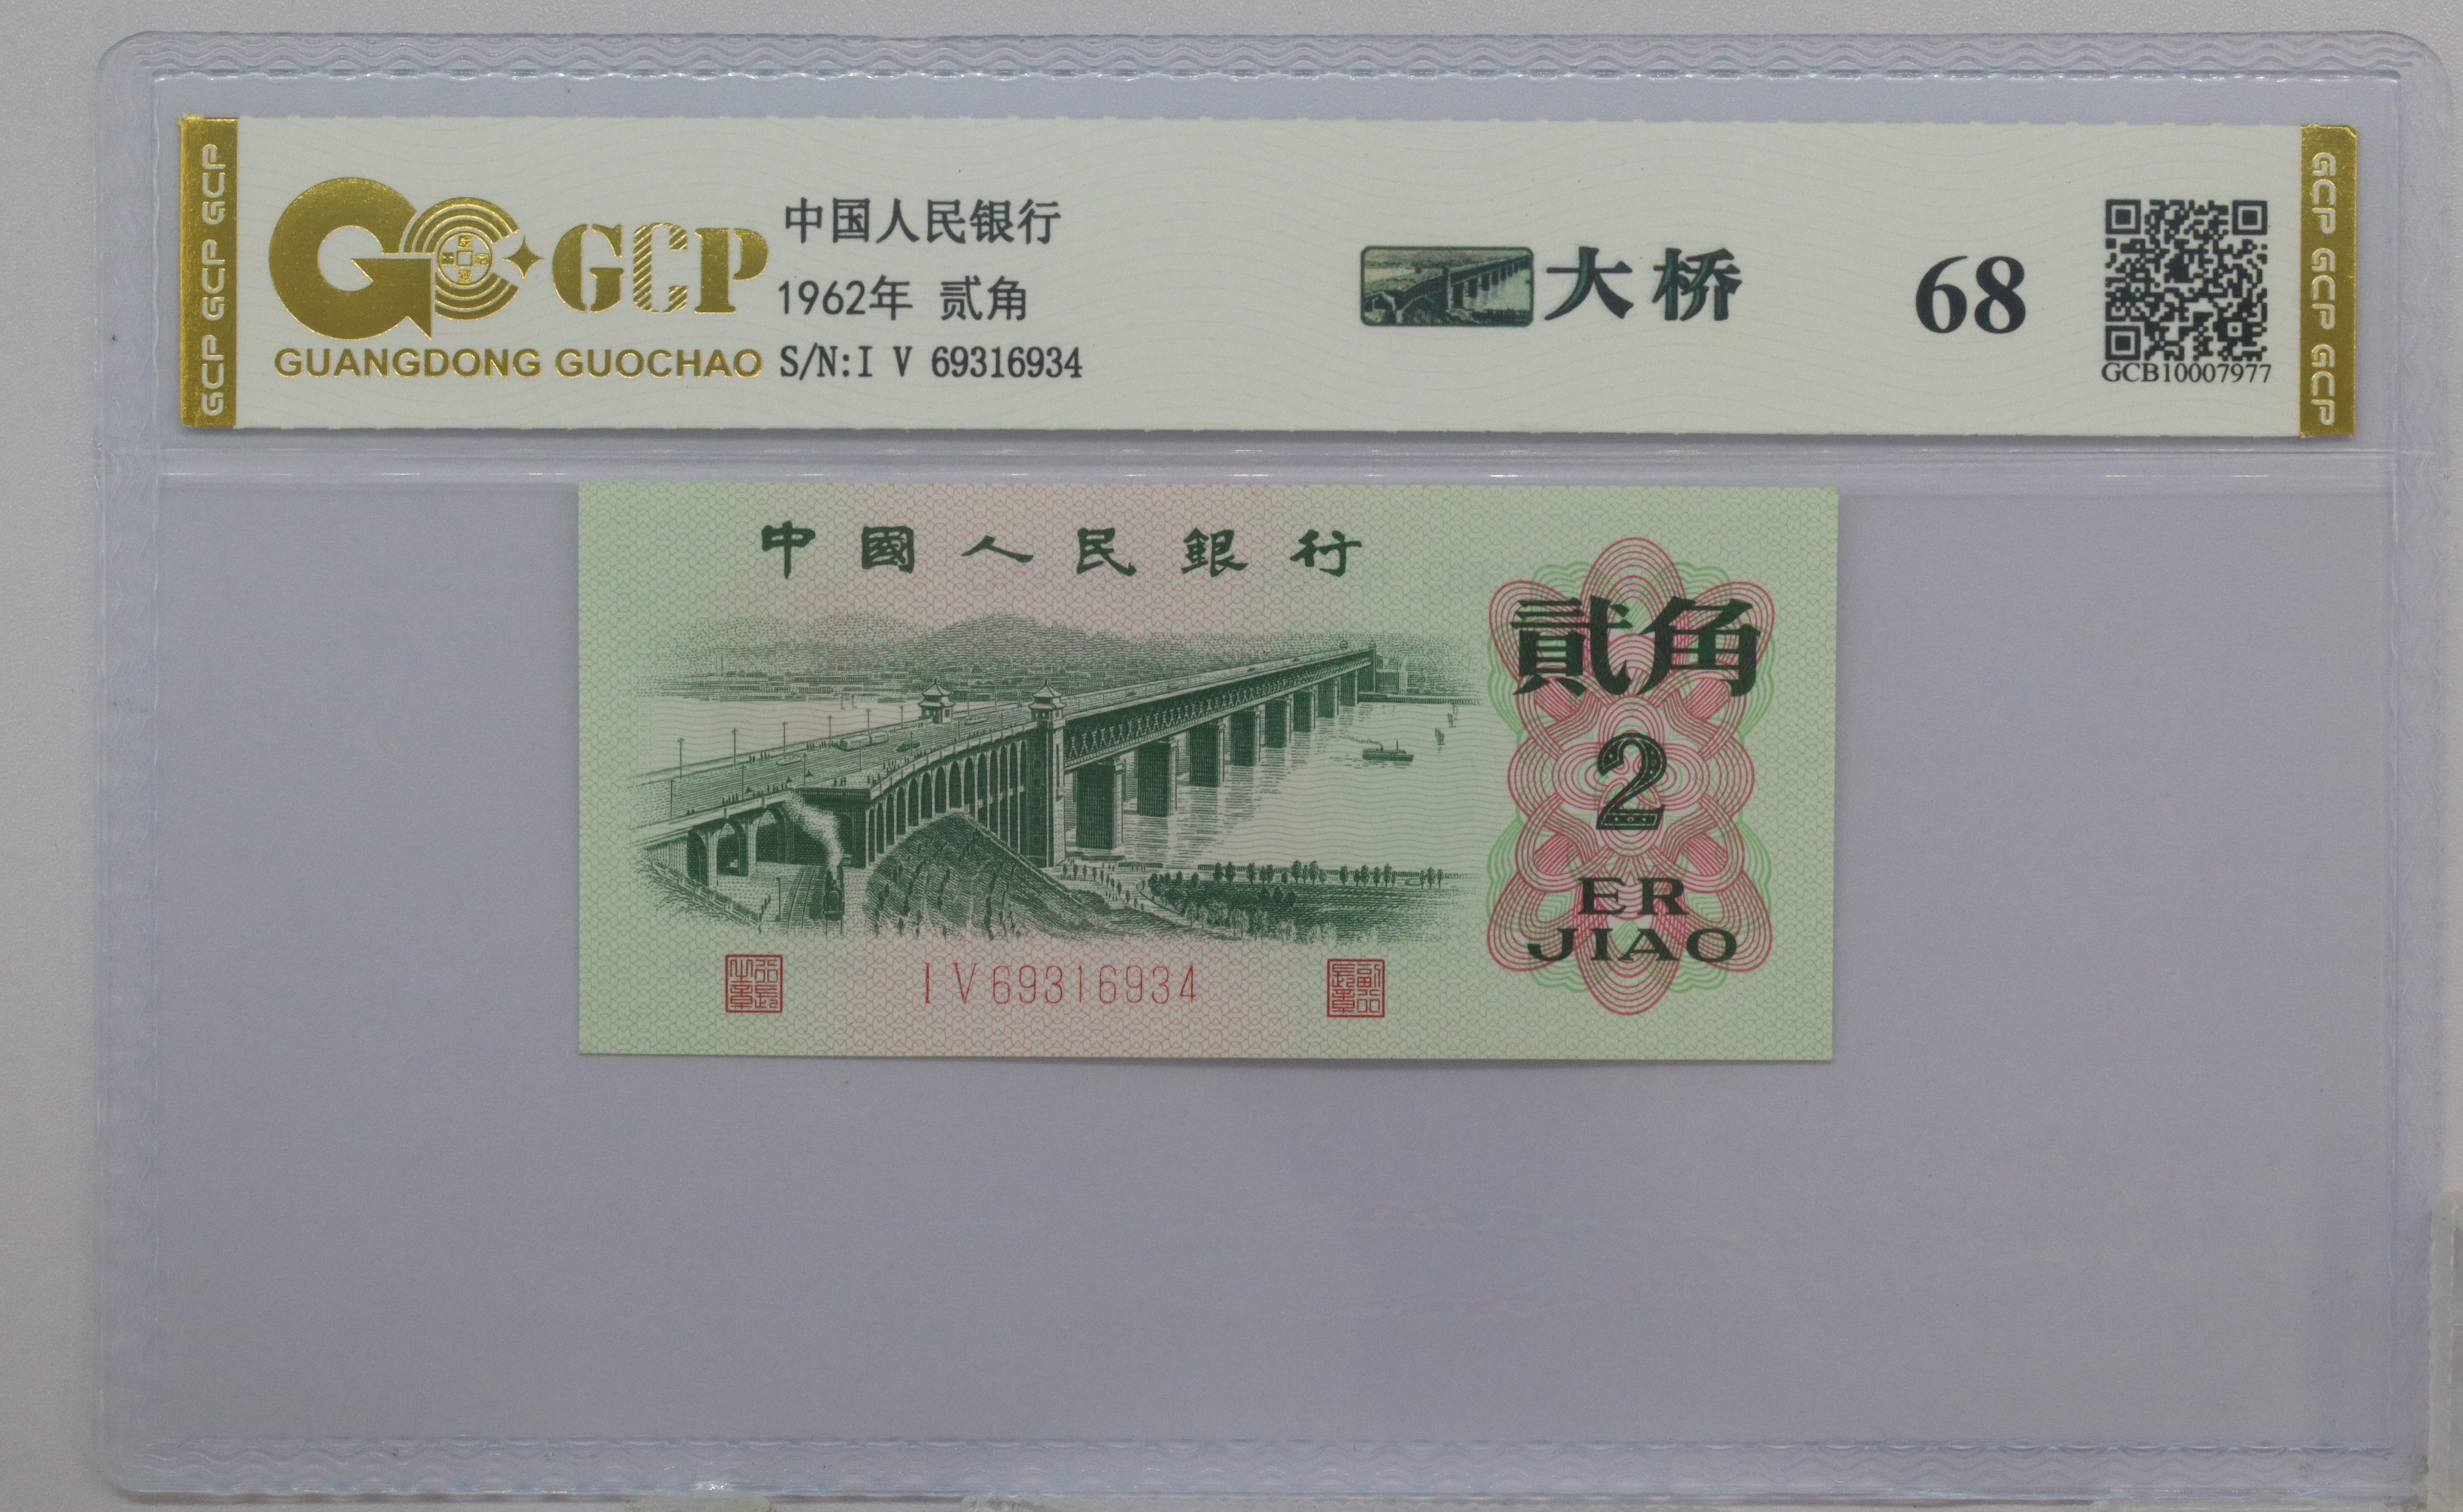 GCP GCP GCP
GCP
GUANGDONG GUOCHAO
中国人民银行
1962年 贰角
S/N:I V 69316934
大桥
68
GCB10007977
GCP GCP GCP
中國人民銀行
貳角
2
ER
JIAO
I V 69316934